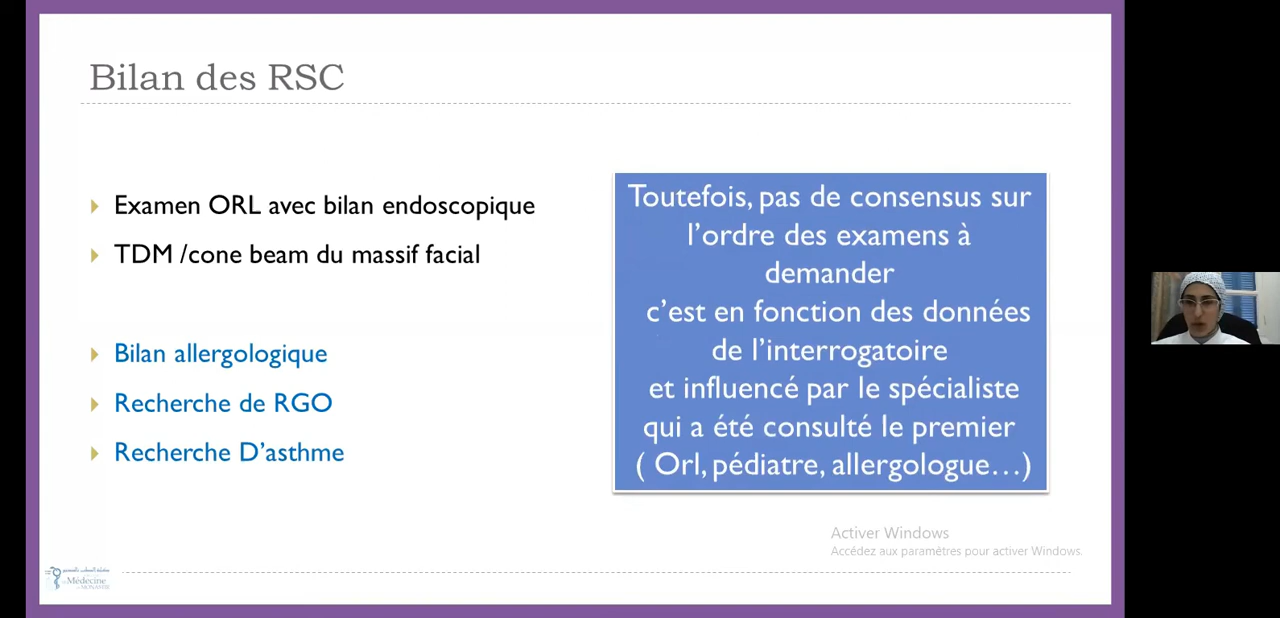 Bilan des RSC
Examen ORL avec bilan endoscopique
TDM /cone beam du massif facial
Bilan allergologique
Recherche de RGO
Recherche D’asthme
Toutefois, pas de consensus sur
l’ordre des examens à
demander
c’est en fonction des données
de l’interrogatoire
et influencé par le spécialiste
qui a été consulté le premier
( Orl, pédiatre, allergologue…)
Activer Windows
Accédez aux paramètres pour activer Windows.
Médecine